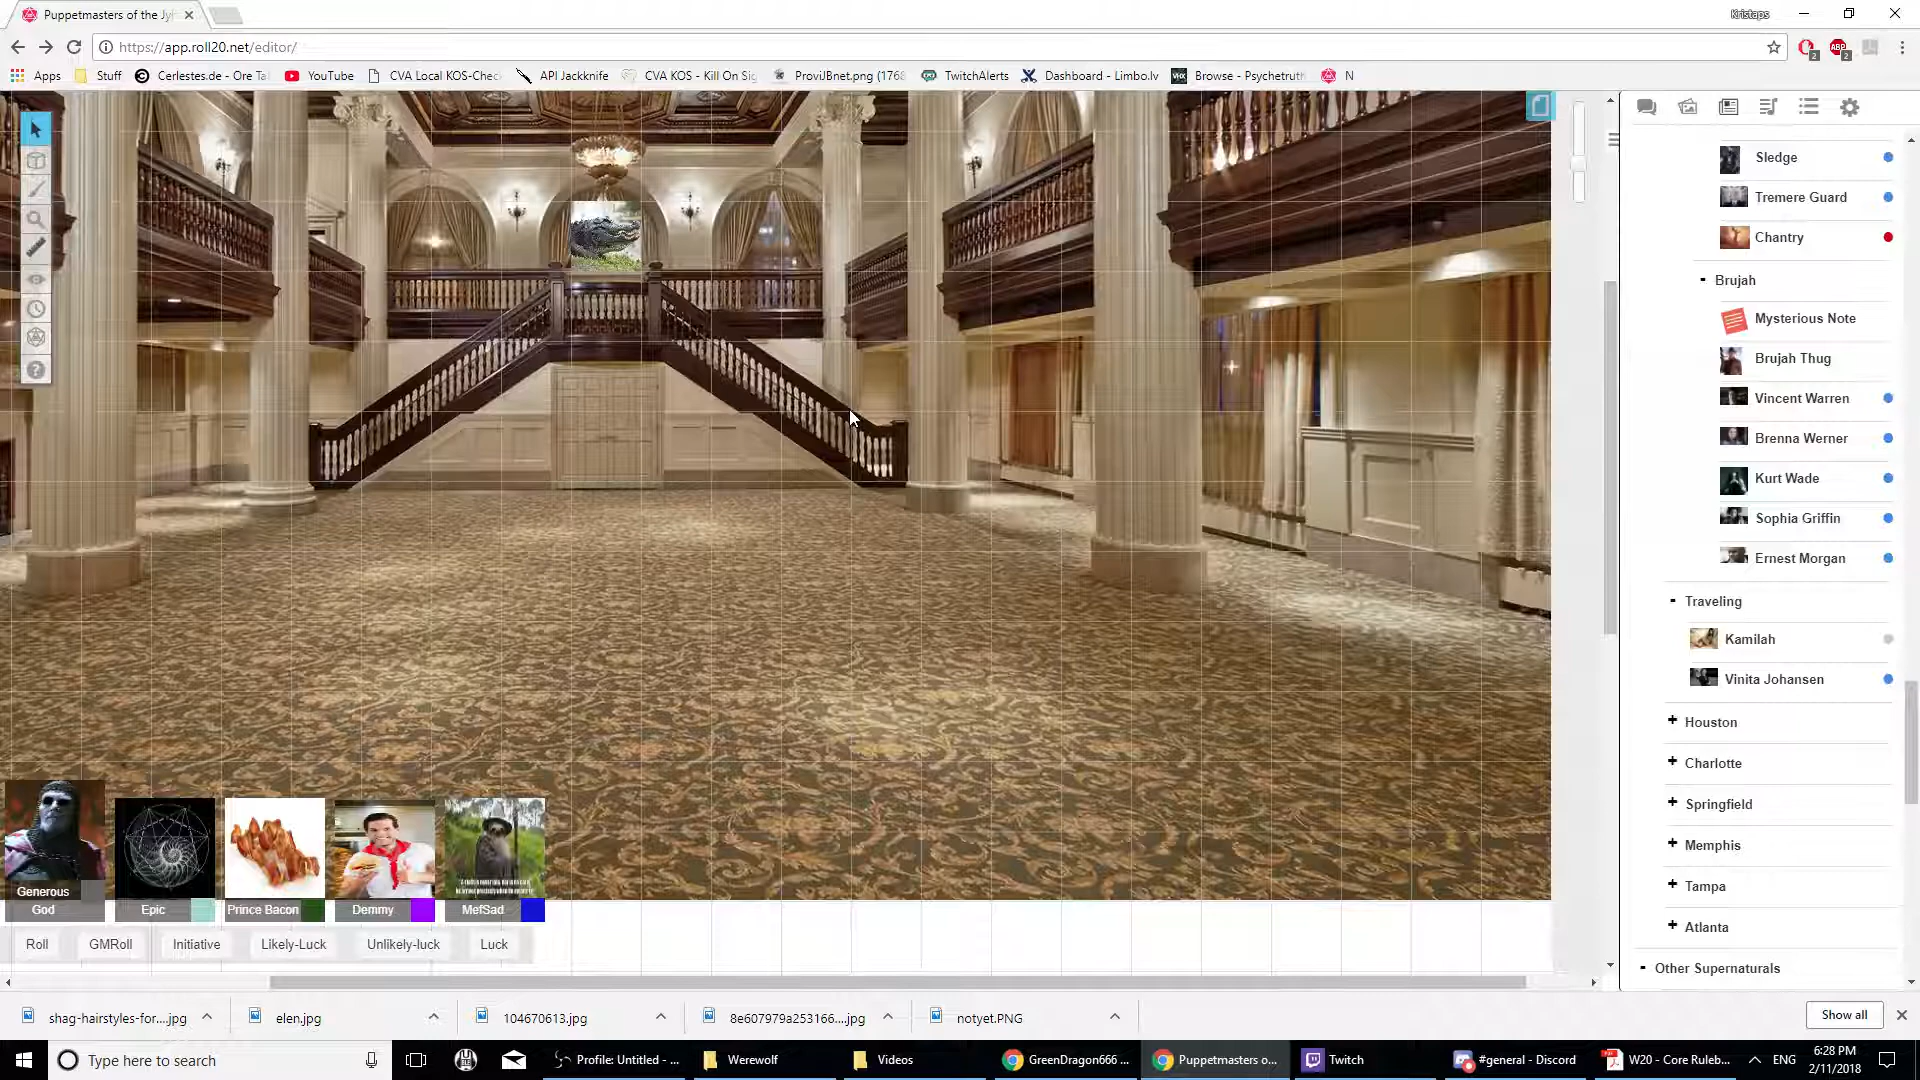 Puppetmasters of the Jy
Kristaps
https://app.roll20.net/editor/
Apps
Stuff
Cerlestes.de - Ore Ta
YouTube
CVA Local KOS-Chec
API Jackknife
CVA KOS - Kill On Sig
ProviJBnet.png (1768
TwitchAlerts
Dashboard - Limbo.lv
Browse - Psychetruth
N
Sledge
Tremere Guard
Chantry
Brujah
Mysterious Note
Brujah Thug
Vincent Warren
Brenna Werner
Kurt Wade
Sophia Griffin
Ernest Morgan
Traveling
Kamilah
Vinita Johansen
Houston
Charlotte
Springfield
Memphis
Tampa
Atlanta
Other Supernaturals
Generous
God
Epic
Prince Bacon
Demmy
MefSad
Roll
GMRoll
Initiative
Likely-Luck
Unlikely-luck
Luck
shag-hairstyles-for....jpg
elen.jpg
104670613.jpg
8e607979a253166....jpg
notyet.PNG
Show all
Type here to search
Profile: Untitled - ...
Werewolf
Videos
GreenDragon666 ...
Puppetmasters o...
Twitch
#general - Discord
W20 - Core Ruleb...
ENG
6:28 PM
2/11/2018